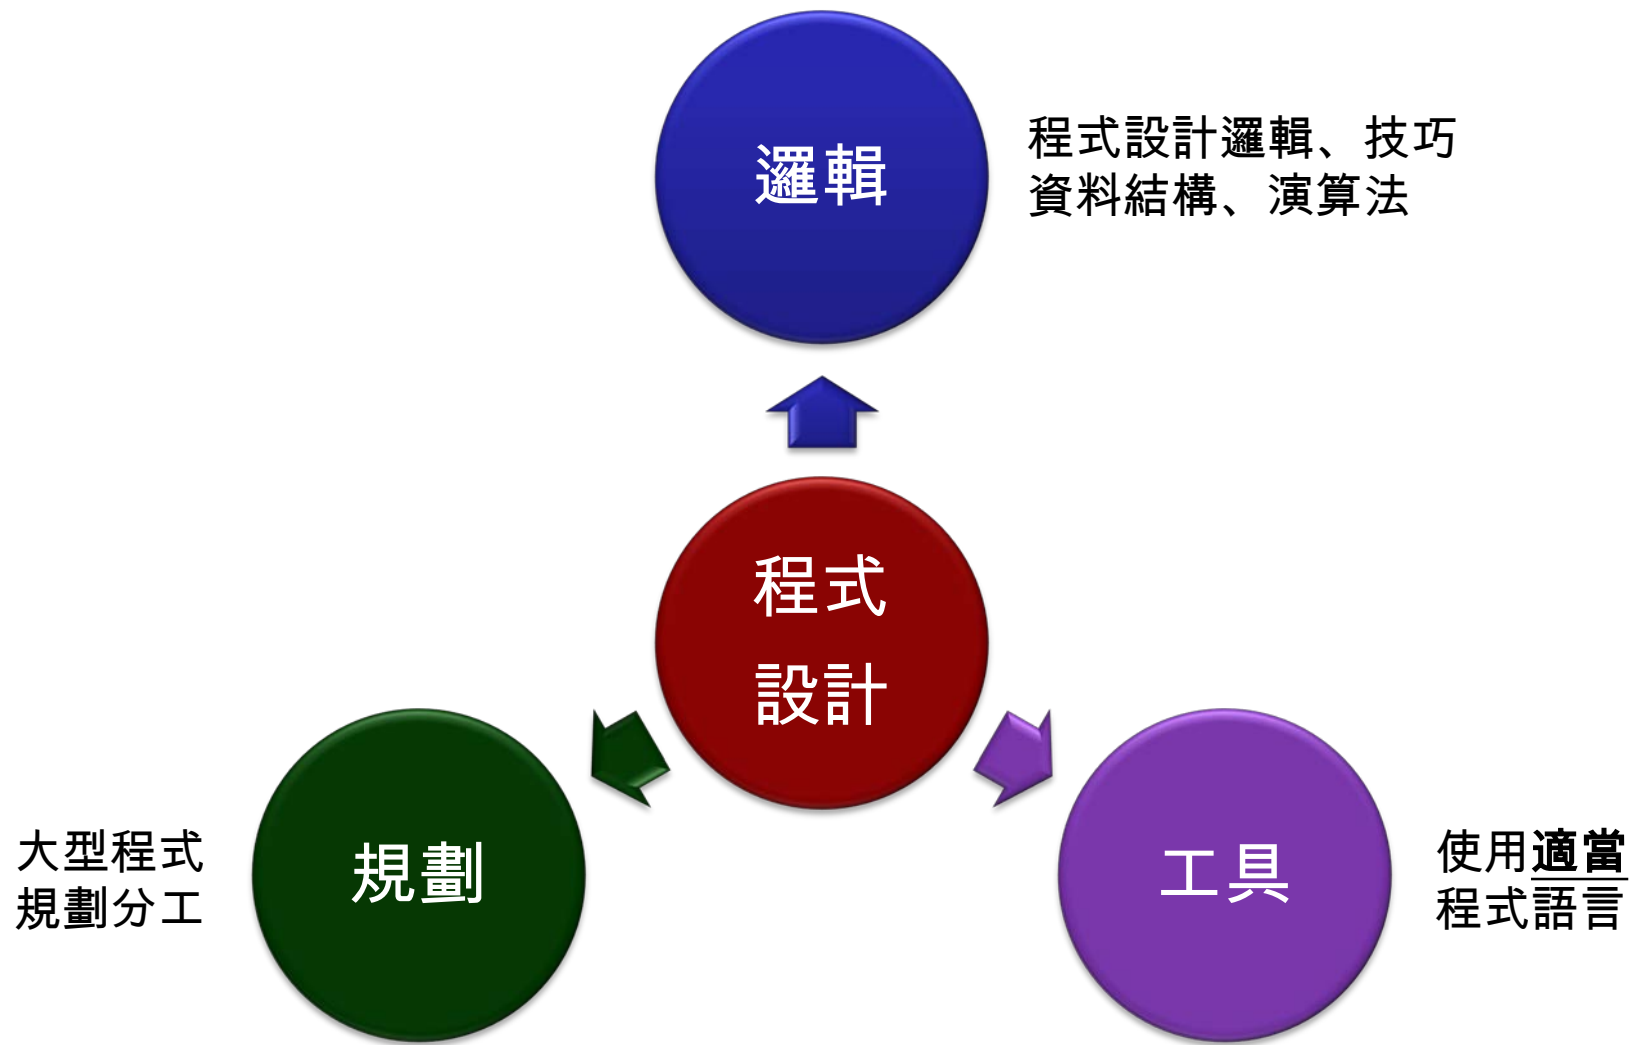 邏輯
程式設計邏輯、技巧
資料結構、演算法
程式
設計
大型程式
規劃分工
規劃
工具
使用適當
程式語言